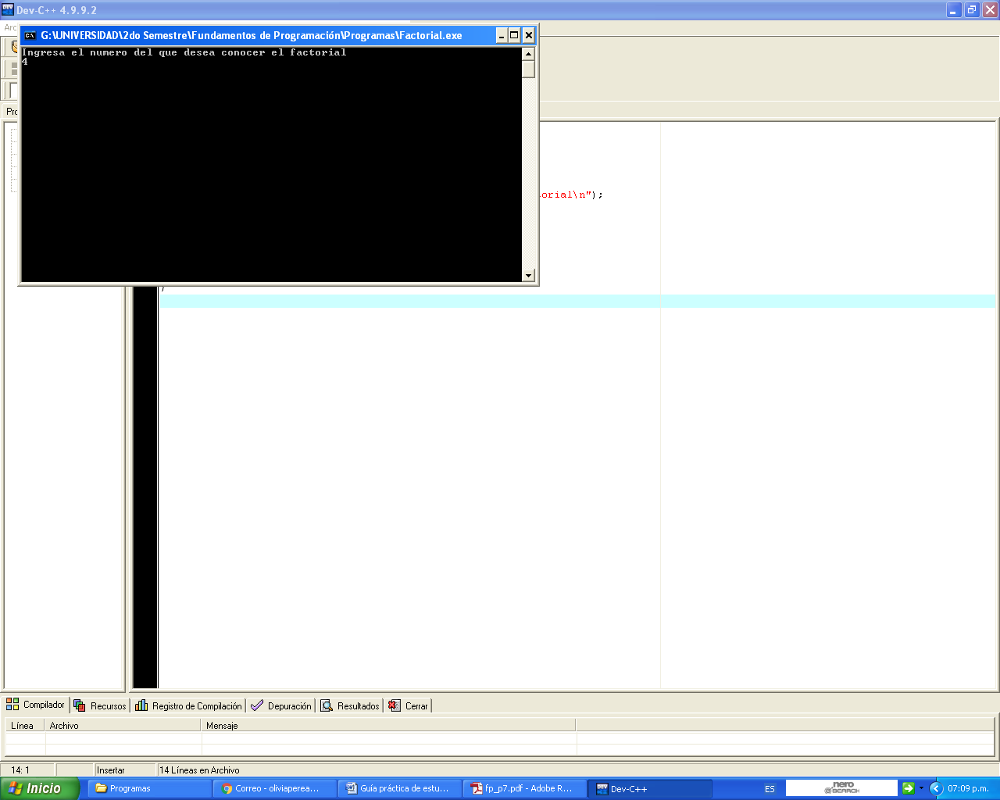 Dev-C++ 4.9.9.2
G:\UNIVERSIDAD\2do Semestre\Fundamentos de Programación\Programas\Factorial.exe
Ingresa el numero del que desea conocer el factorial
4
orial\n");
}
Compilador Recursos Registro de Compilación Depuración Resultados Cerrar
Línea Archivo Mensaje
14: 1 Insertar 14 Líneas en Archivo
Inicio Programas Correo - oliviaperea... Guía práctica de estu... fp_p7.pdf - Adobe R... Dev-C++ ES nero SEARCH 07:09 p.m.